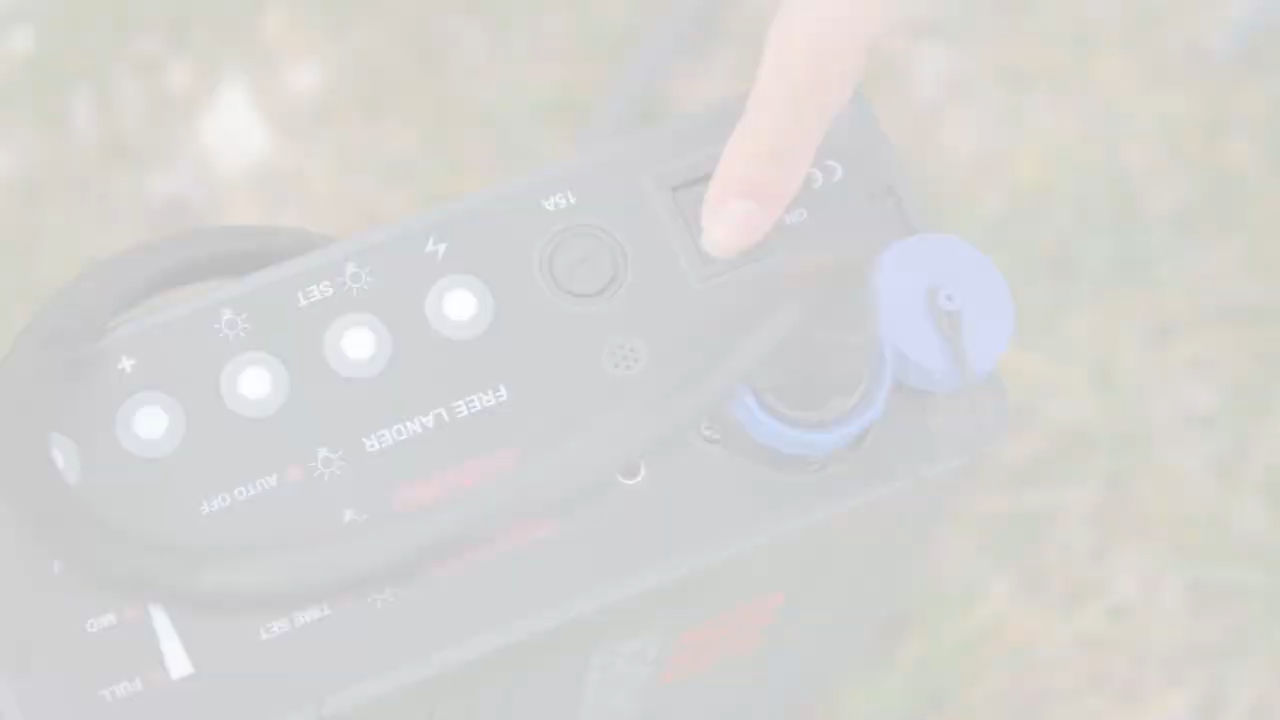 CE
ON
15A
SET
+
FREE LANDER
AUTO OFF
TIME SET
MID
FULL